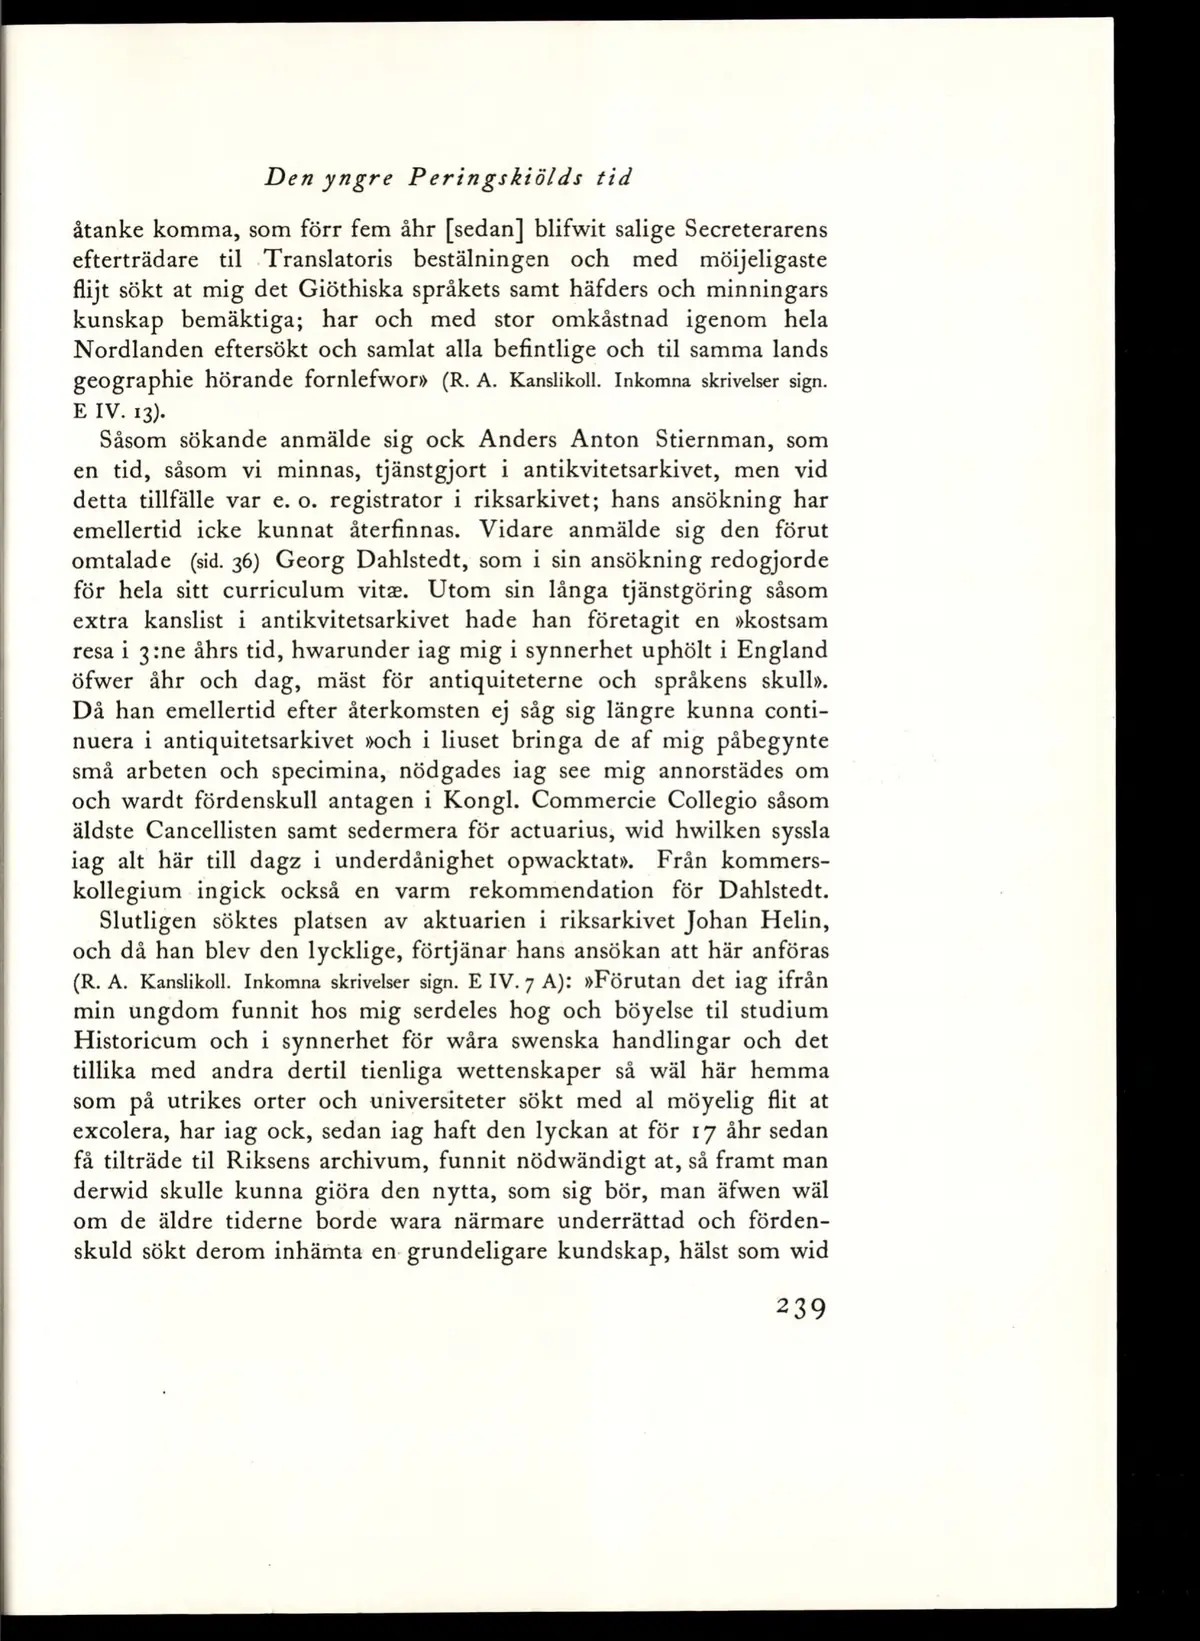 Den yngre Peringskiölds tid
åtanke komma, som förr fem åhr [sedan] blifwit salige Secreterarens
efterträdare til Translatoris bestälningen och med möijeligaste
flijt sökt at mig det Giöthiska språkets samt häfders och minningars
kunskap bemäktiga; har och med stor omkåstnad igenom hela
Nordlanden eftersökt och samlat alla befintlige och til samma lands
geographie hörande fornlefwor» (R. A. Kanslikoll. Inkomna skrivelser sign.
E IV. 13).
Såsom sökande anmälde sig ock Anders Anton Stiernman, som
en tid, såsom vi minnas, tjänstgjort i antikvitetsarkivet, men vid
detta tillfälle var e. o. registrator i riksarkivet; hans ansökning har
emellertid icke kunnat återfinnas. Vidare anmälde sig den förut
omtalade (sid. 36) Georg Dahlstedt, som i sin ansökning redogjorde
för hela sitt curriculum vitæ. Utom sin långa tjänstgöring såsom
extra kanslist i antikvitetsarkivet hade han företagit en »kostsam
resa i 3:ne åhrs tid, hwarunder iag mig i synnerhet uphölt i England
öfwer åhr och dag, mäst för antiquiteterne och språkens skull».
Då han emellertid efter återkomsten ej såg sig längre kunna conti-
nuera i antiquitetsarkivet »och i liuset bringa de af mig påbegynte
små arbeten och specimina, nödgades iag see mig annorstädes om
och wardt fördenskull antagen i Kongl. Commercie Collegio såsom
äldste Cancellisten samt sedermera för actuarius, wid hwilken syssla
iag alt här till dagz i underdånighet opwacktat». Från kommers-
kollegium ingick också en varm rekommendation för Dahlstedt.
Slutligen söktes platsen av aktuarien i riksarkivet Johan Helin,
och då han blev den lycklige, förtjänar hans ansökan att här anföras
(R. A. Kanslikoll. Inkomna skrivelser sign. E IV. 7 A): »Förutan det iag ifrån
min ungdom funnit hos mig serdeles hog och böyelse til studium
Historicum och i synnerhet för wåra swenska handlingar och det
tillika med andra dertil tienliga wettenskaper så wäl här hemma
som på utrikes orter och universiteter sökt med al möyelig flit at
excolera, har iag ock, sedan iag haft den lyckan at för 17 åhr sedan
få tilträde til Riksens archivum, funnit nödwändigt at, så framt man
derwid skulle kunna giöra den nytta, som sig bör, man äfwen wäl
om de äldre tiderne borde wara närmare underrättad och förden-
skuld sökt derom inhämta en grundeligare kundskap, hälst som wid
239